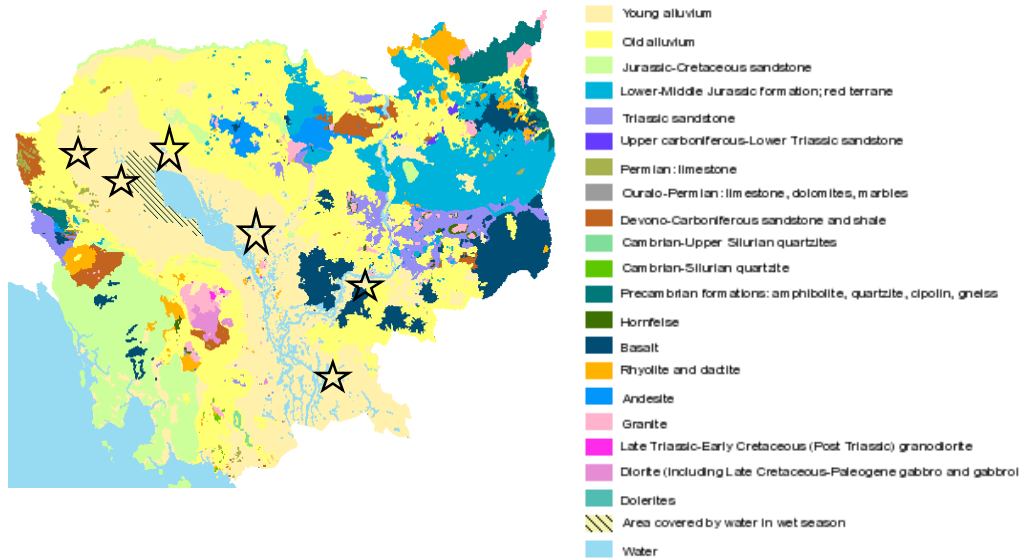 Young alluvium
Old alluvium
Jurassic-Cretaceous sandstone
Lower-Middle Jurassic formation; red terrane
Triassic sandstone
Upper carboniferous-Lower Triassic sandstone
Permian: limestone
Ouralo-Permian: limestone, dolomites, marbles
Devono-Carboniferous sandstone and shale
Cambrian-Upper Silurian quartzites
Cambrian-Silurian quartzite
Precambrian formations: amphibolite, quartzite, cipolin, gneiss
Hornfelse
Basalt
Rhyolite and dactite
Andesite
Granite
Late Triassic-Early Cretaceous (Post Triassic) granodiorite
Diorite (including Late Cretaceous-Paleogene gabbro and gabbroi
Dolerites
Area covered by water in wet season
Water